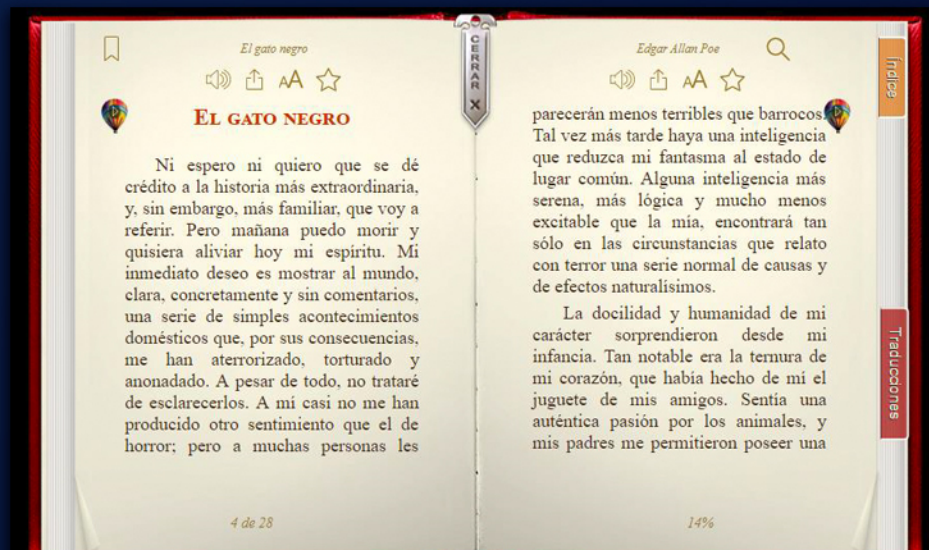 El gato negro
AA
EL GATO NEGRO
Ni espero ni quiero que se dé
crédito a la historia más extraordinaria,
y, sin embargo, más familiar, que voy a
referir. Pero mañana puedo morir y
quisiera aliviar hoy mi espíritu. Mi
inmediato deseo es mostrar al mundo,
clara, concretamente y sin comentarios,
una serie de simples acontecimientos
domésticos que, por sus consecuencias,
me han aterrorizado, torturado y
anonadado. A pesar de todo, no trataré
de esclarecerlos. A mí casi no me han
producido otro sentimiento que el de
horror; pero a muchas personas les
4 de 28
CERRAR X
Edgar Allan Poe
AA
parecerán menos terribles que barrocos.
Tal vez más tarde haya una inteligencia
que reduzca mi fantasma al estado de
lugar común. Alguna inteligencia más
serena, más lógica y mucho menos
excitable que la mía, encontrará tan
sólo en las circunstancias que relato
con terror una serie normal de causas y
de efectos naturalísimos.
La docilidad y humanidad de mi
carácter sorprendieron desde mi
infancia. Tan notable era la ternura de
mi corazón, que había hecho de mí el
juguete de mis amigos. Sentía una
auténtica pasión por los animales, y
mis padres me permitieron poseer una
14%
Índice
Traducciones